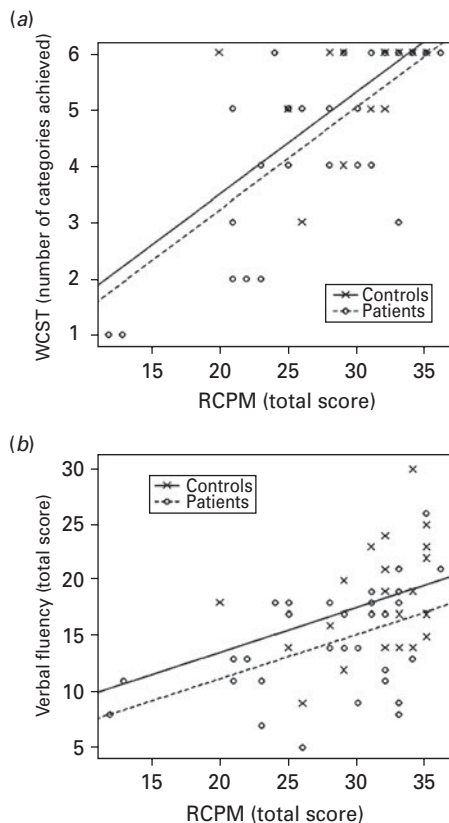 (a)
6
5
4
3
2
1
WCST (number of categories achieved)
Controls
Patients
15 20 25 30 35
RCPM (total score)
(b)
30
25
20
15
10
5
Verbal fluency (total score)
Controls
Patients
15 20 25 30 35
RCPM (total score)